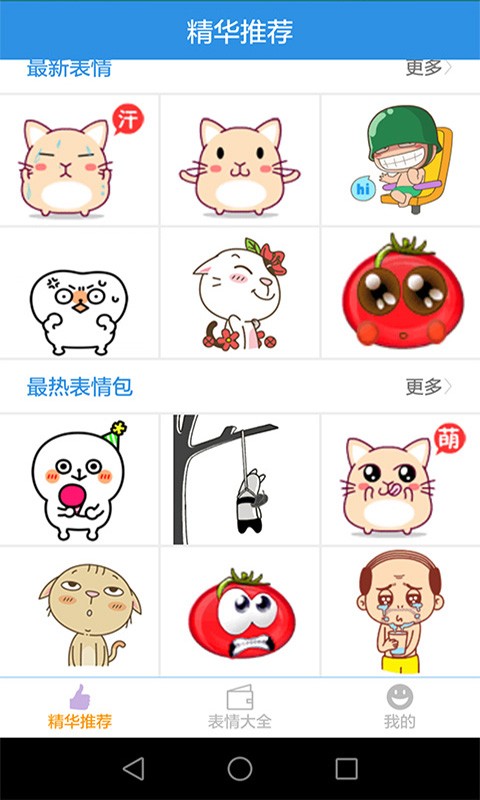 精华推荐
最新表情 更多
汗
hi
最热表情包 更多
萌
精华推荐 表情大全 我的